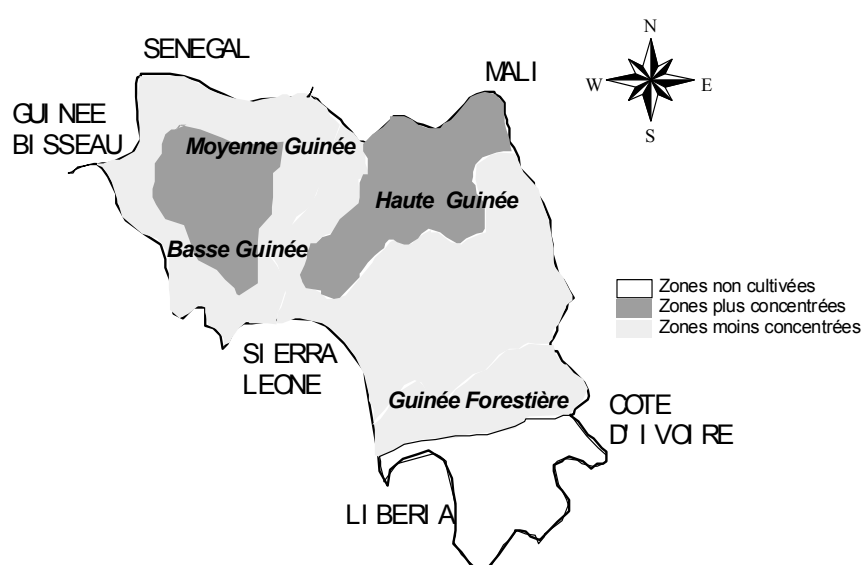 SENEGAL
MALI
N
W
E
S
GUINEE
BISSEAU
Moyenne Guinée
Haute Guinée
Basse Guinée
Zones non cultivées
Zones plus concentrées
Zones moins concentrées
SIERRA
LEONE
Guinée Forestière
COTE
D'IVOIRE
LIBERIA